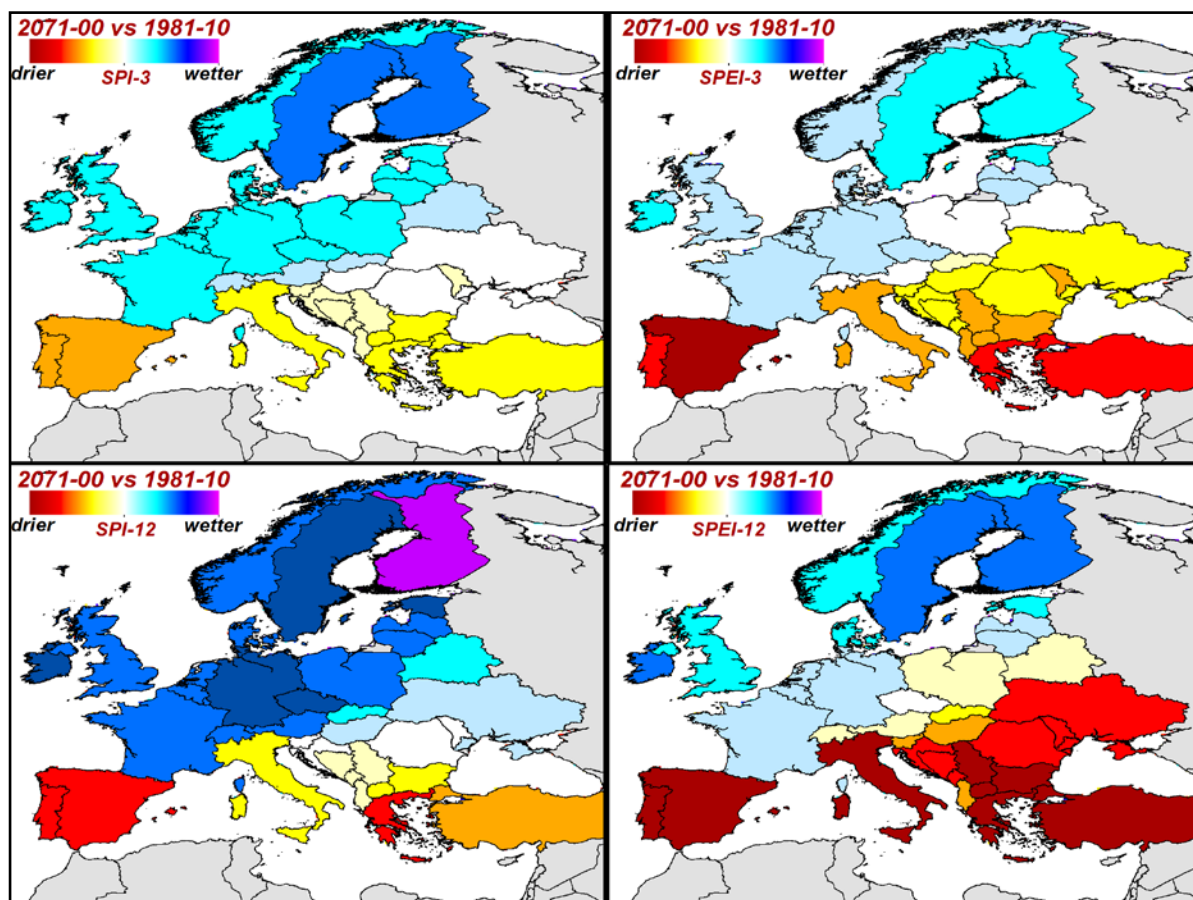 2071-00 vs 1981-10
drier SPI-3 wetter
2071-00 vs 1981-10
drier SPEI-3 wetter
2071-00 vs 1981-10
drier SPI-12 wetter
2071-00 vs 1981-10
drier SPEI-12 wetter